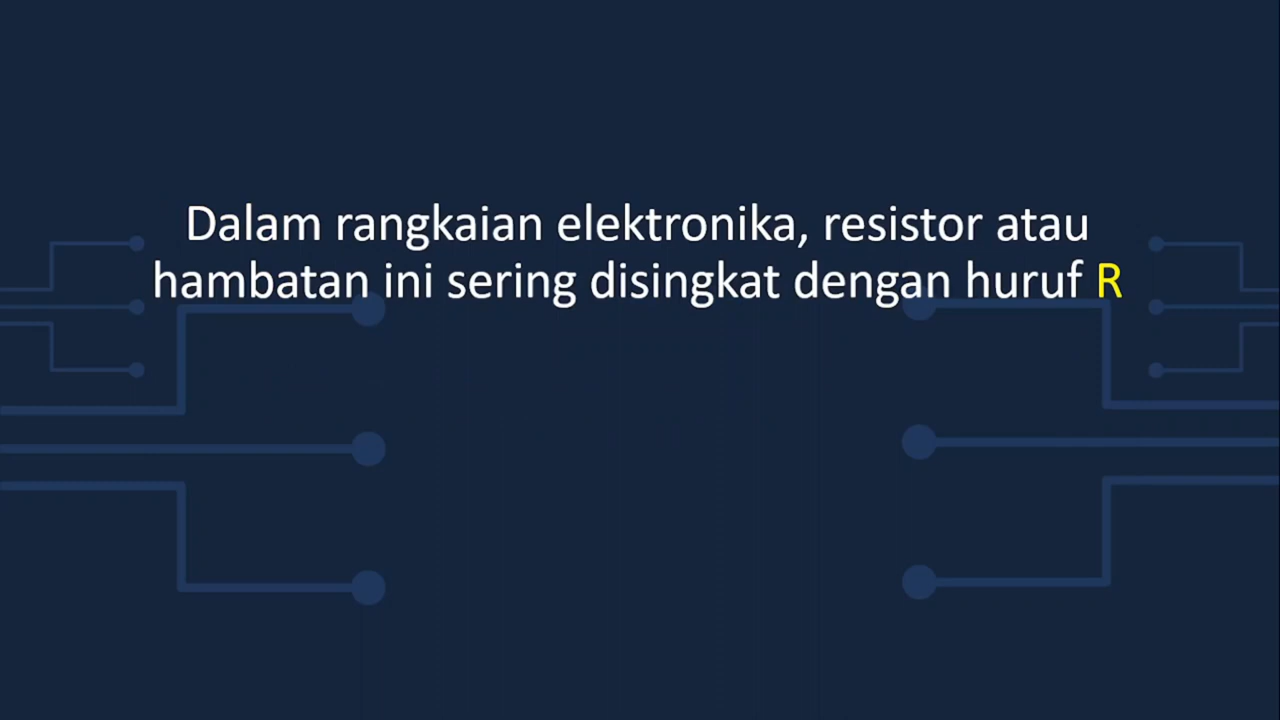 Dalam rangkaian elektronika, resistor atau
hambatan ini sering disingkat dengan huruf R